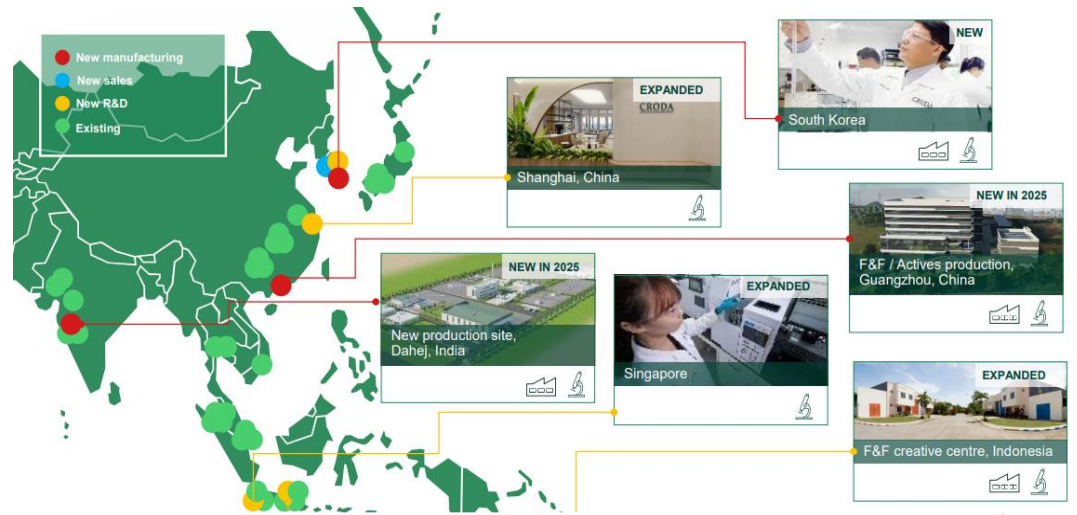 New manufacturing
New sales
New R&D
Existing
NEW
CRODA
South Korea
EXPANDED
CRODA
Shanghai, China
NEW IN 2025
F&F / Actives production,
Guangzhou, China
NEW IN 2025
New production site,
Dahej, India
EXPANDED
Singapore
EXPANDED
F&F creative centre, Indonesia